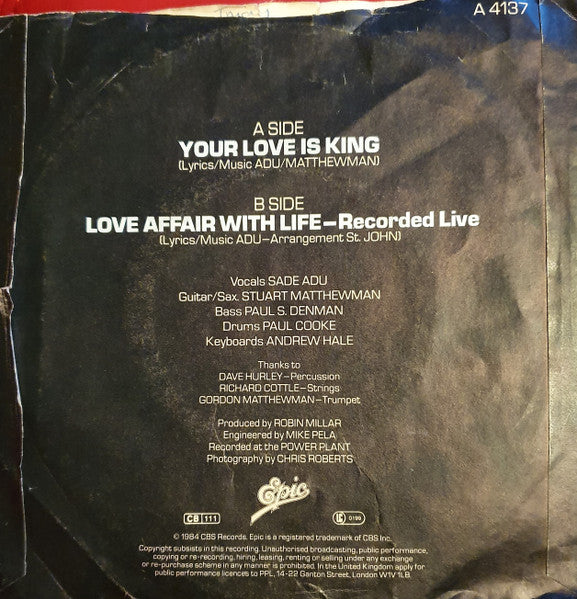 A 4137
A SIDE
YOUR LOVE IS KING
(Lyrics/Music ADU/MATTHEWMAN)
B SIDE
LOVE AFFAIR WITH LIFE–Recorded Live
(Lyrics/Music ADU–Arrangement St. JOHN)
Vocals SADE ADU
Guitar/Sax. STUART MATTHEWMAN
Bass PAUL S. DENMAN
Drums PAUL COOKE
Keyboards ANDREW HALE
Thanks to
DAVE HURLEY–Percussion
RICHARD COTTLE–Strings
GORDON MATTHEWMAN–Trumpet
Produced by ROBIN MILLAR
Engineered by MIKE PELA
Recorded at the POWER PLANT
Photography by CHRIS ROBERTS
Epic
CB 111
LC 0199
© 1984 CBS Records. Epic is a registered trademark of CBS Inc.
Copyright subsists in this recording. Unauthorised broadcasting, public performance,
copying or re-recording, hiring, leasing, renting or selling under any exchange
or re-purchase scheme in any manner is prohibited. In the United Kingdom apply for
public performance licences to PPL, 14-22 Ganton Street, London W1V 1LB.